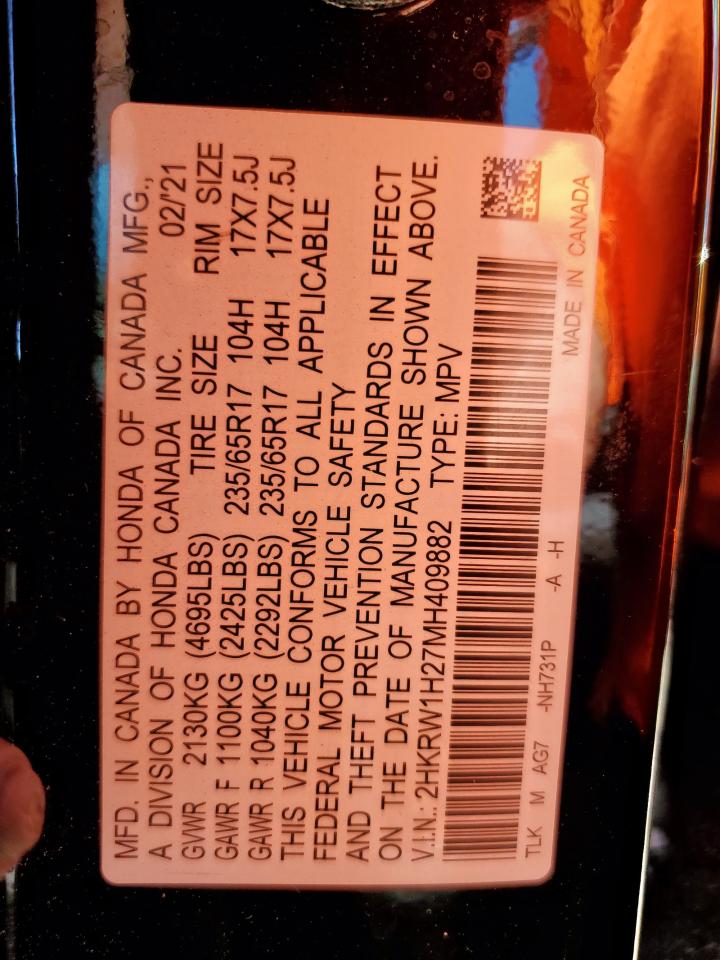 MFD. IN CANADA BY HONDA OF CANADA MFG.,
A DIVISION OF HONDA CANADA INC. 02/'21
GVWR 2130KG (4695LBS) TIRE SIZE RIM SIZE
GAWR F 1100KG (2425LBS) 235/65R17 104H 17X7.5J
GAWR R 1040KG (2292LBS) 235/65R17 104H 17X7.5J
THIS VEHICLE CONFORMS TO ALL APPLICABLE
FEDERAL MOTOR VEHICLE SAFETY
AND THEFT PREVENTION STANDARDS IN EFFECT
ON THE DATE OF MANUFACTURE SHOWN ABOVE.
V.I.N.: 2HKRW1H27MH409882 TYPE: MPV
TLK M AG7 -NH731P -A -H MADE IN CANADA